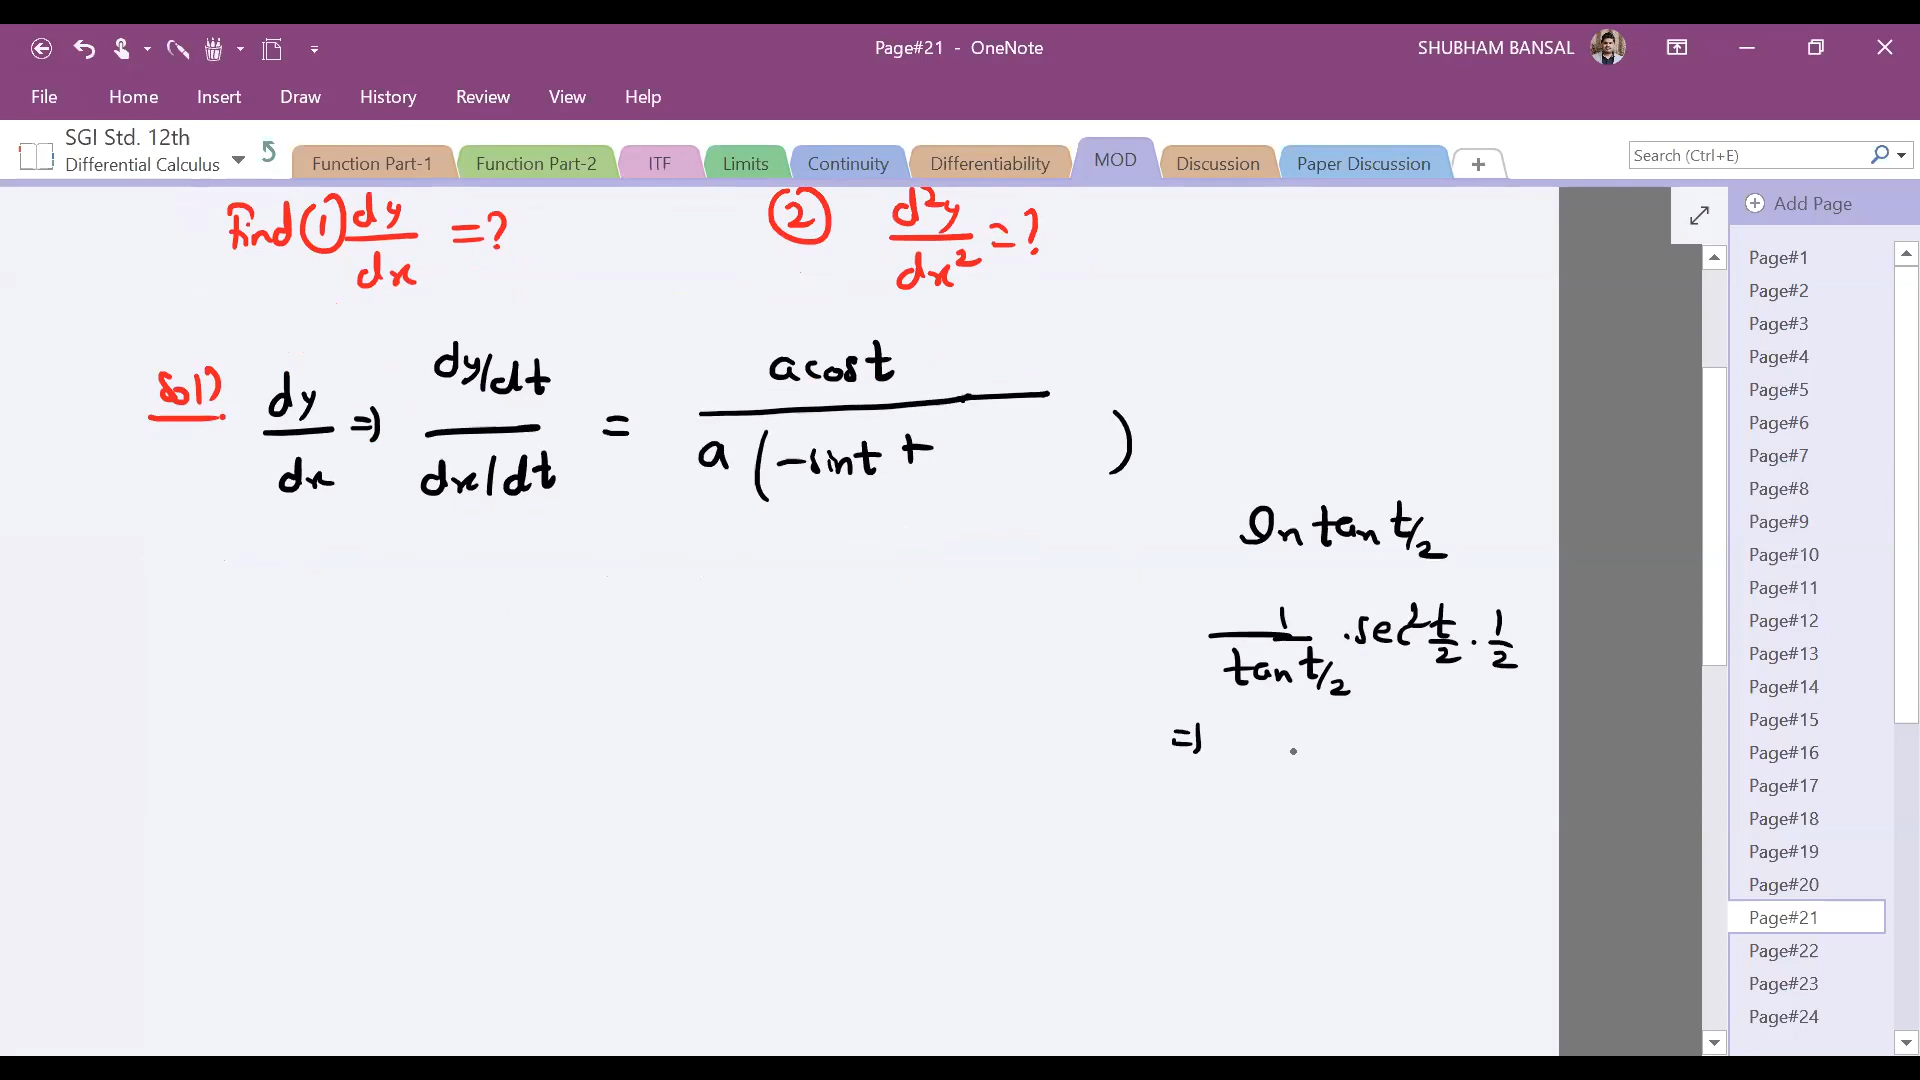 Page#21 - OneNote
SHUBHAM BANSAL
File Home Insert Draw History Review View Help
SGI Std. 12th
Differential Calculus
Function Part-1 Function Part-2 ITF Limits Continuity Differentiability MOD Discussion Paper Discussion +
Search (Ctrl+E)
Find ① dy/dx = ? ② d²y/dx² = ?
Sol) dy/dx ⇒ dy/dt / dx/dt = a cos t / a (-sin t + )
ln tan t/2
1 / tan t/2 . sec² t/2 . 1/2
⇒
Add Page
Page#1
Page#2
Page#3
Page#4
Page#5
Page#6
Page#7
Page#8
Page#9
Page#10
Page#11
Page#12
Page#13
Page#14
Page#15
Page#16
Page#17
Page#18
Page#19
Page#20
Page#21
Page#22
Page#23
Page#24